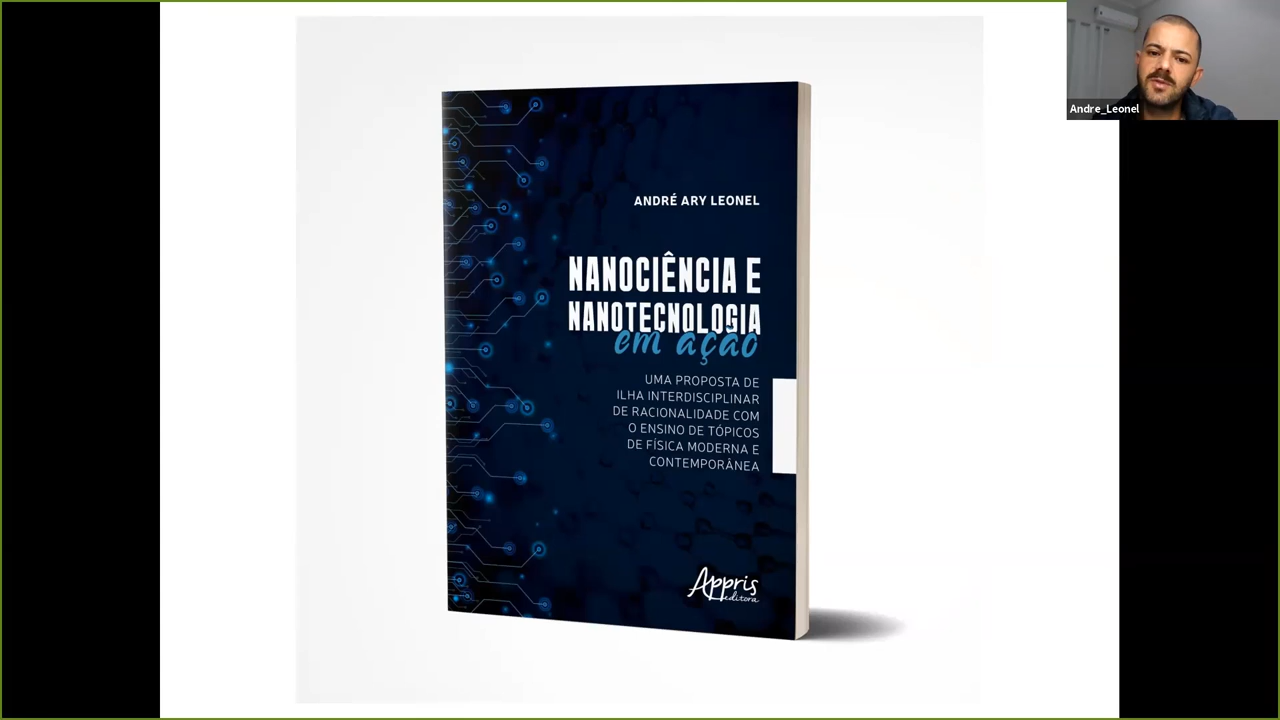 Andre_Leonel
ANDRÉ ARY LEONEL
NANOCIÊNCIA E
NANOTECNOLOGIA
em ação
UMA PROPOSTA DE
ILHA INTERDISCIPLINAR
DE RACIONALIDADE COM
O ENSINO DE TÓPICOS
DE FÍSICA MODERNA E
CONTEMPORÂNEA
Appris
editora